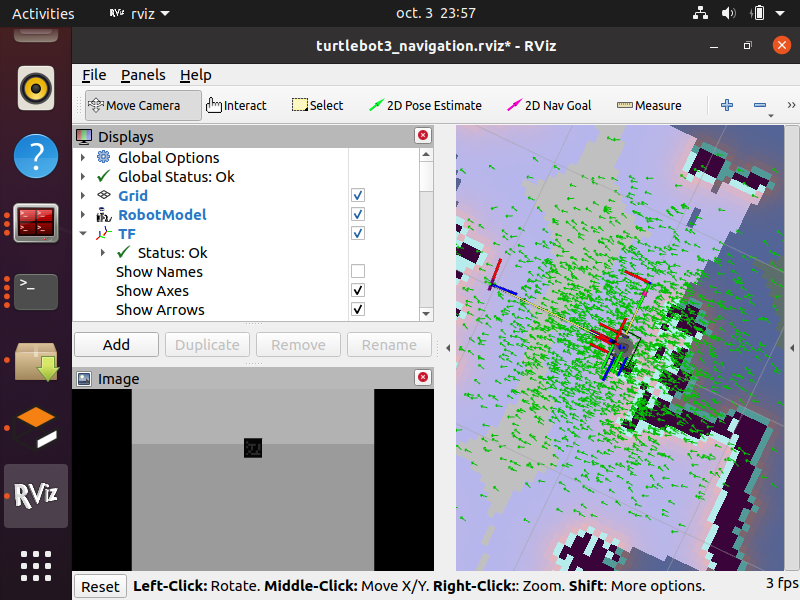 Activities
RViz rviz
oct. 3 23:57
turtlebot3_navigation.rviz* - RViz
File Panels Help
Move Camera Interact Select 2D Pose Estimate 2D Nav Goal Measure »
Displays
Global Options
Global Status: Ok
Grid
RobotModel
TF
Status: Ok
Show Names
Show Axes
Show Arrows
Add Duplicate Remove Rename
Image
RViz
Reset Left-Click: Rotate. Middle-Click: Move X/Y. Right-Click:: Zoom. Shift: More options. 3 fps